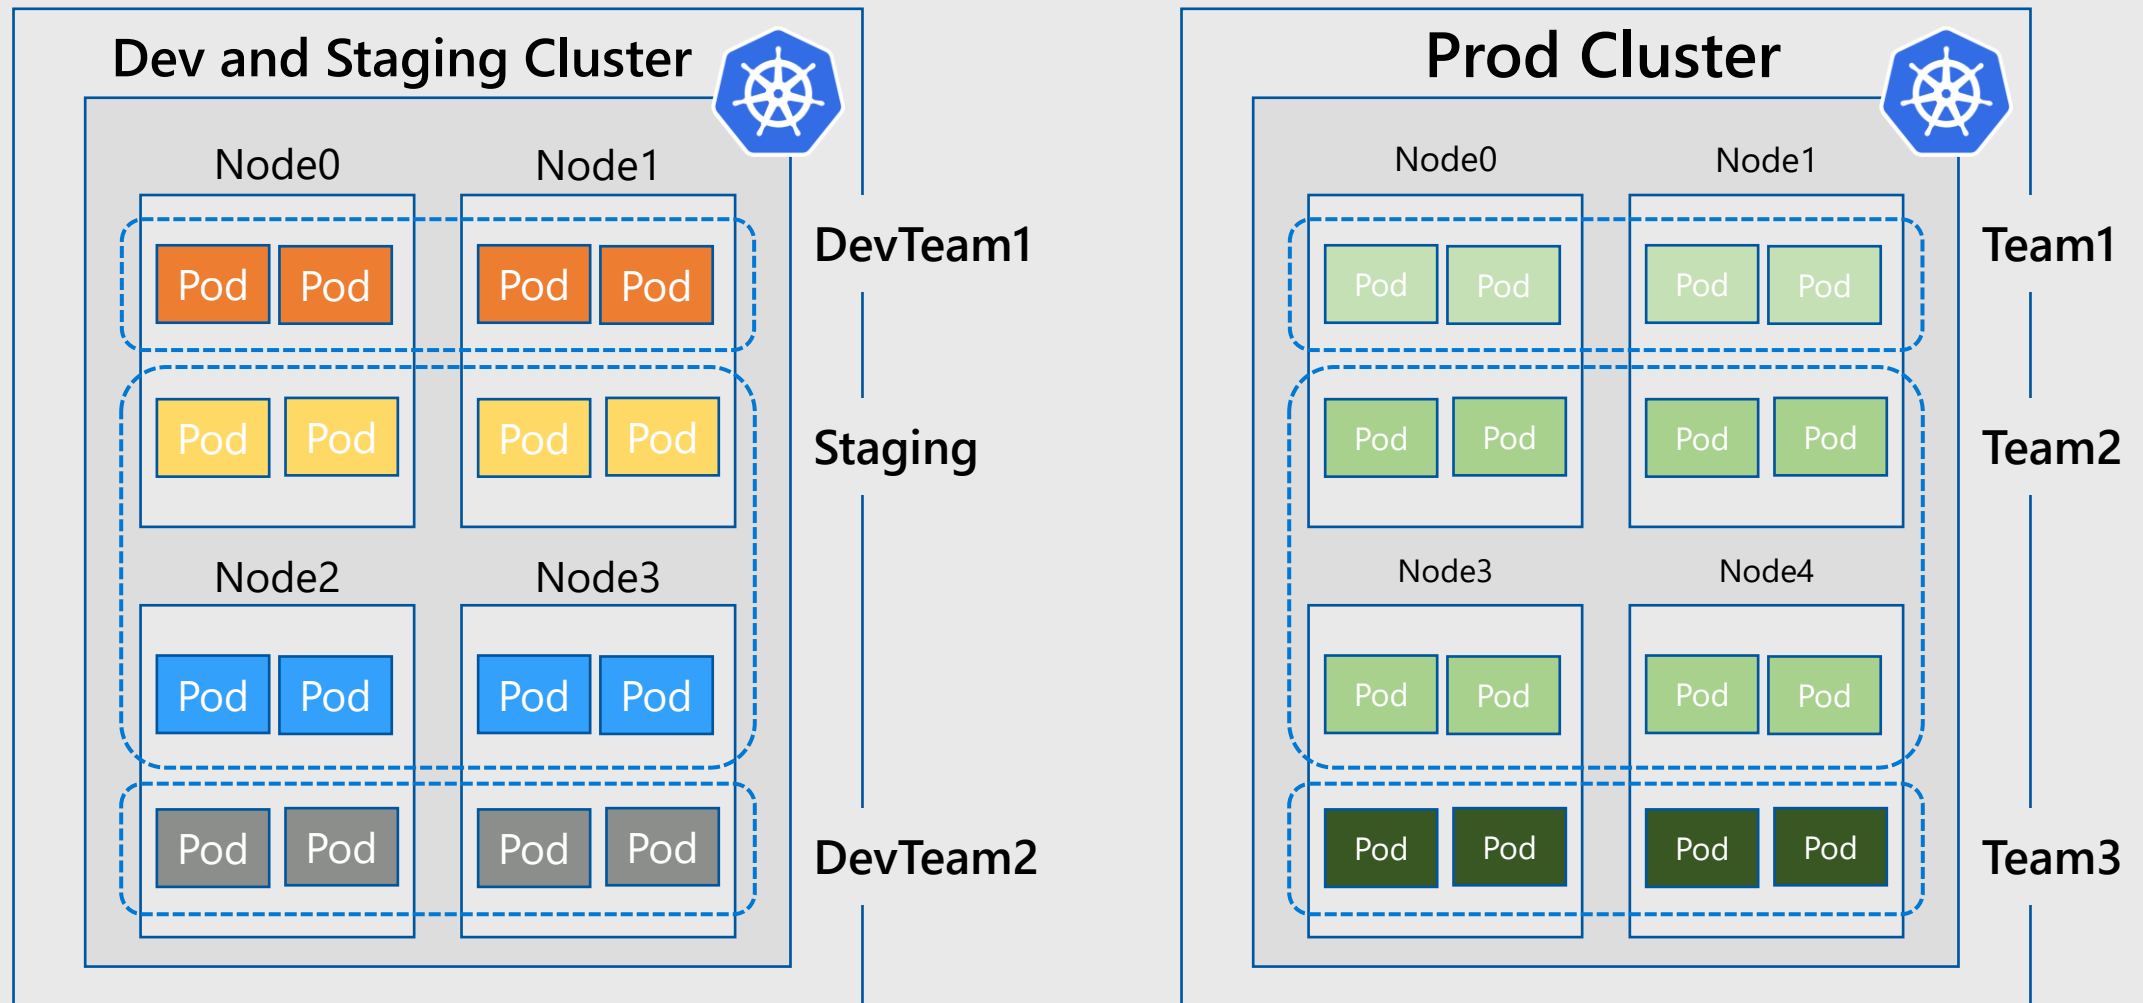 Dev and Staging Cluster
Node0 Node1
Pod Pod Pod Pod
DevTeam1
Pod Pod Pod Pod
Staging
Node2 Node3
Pod Pod Pod Pod
Pod Pod Pod Pod
DevTeam2
Prod Cluster
Node0 Node1
Pod Pod Pod Pod
Team1
Pod Pod Pod Pod
Team2
Node3 Node4
Pod Pod Pod Pod
Pod Pod Pod Pod
Team3